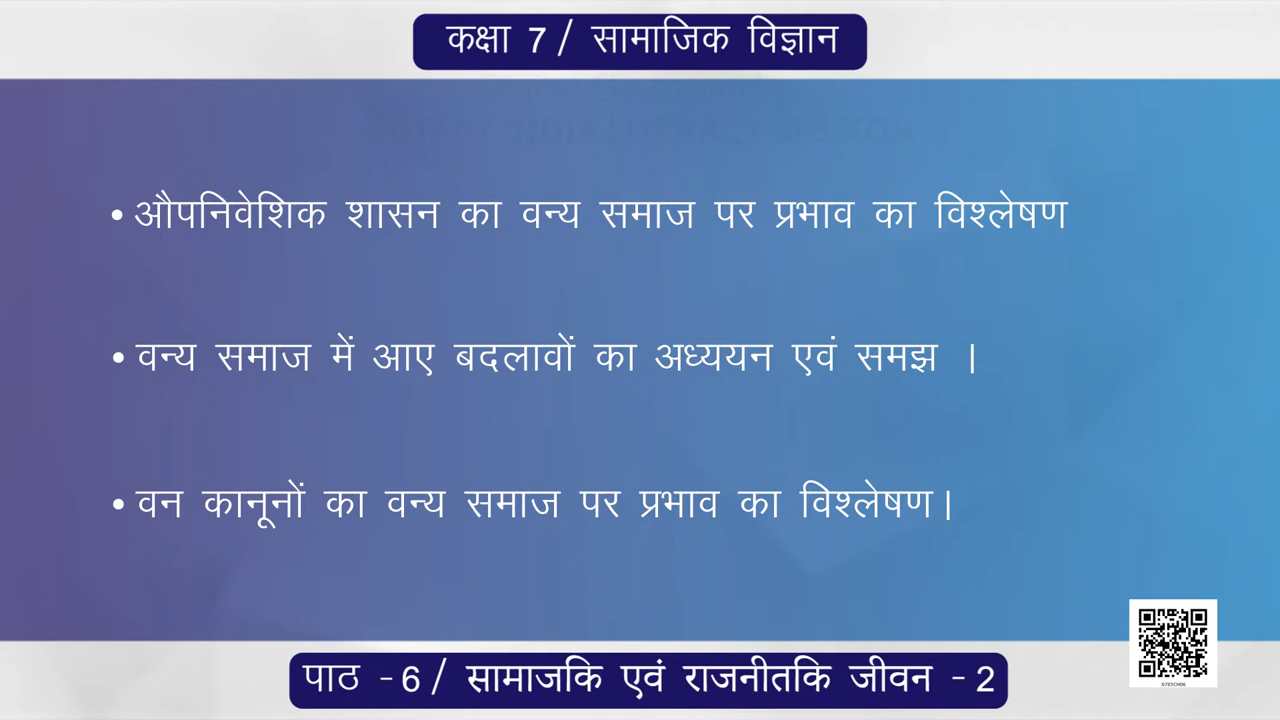 कक्षा 7 / सामाजिक विज्ञान
• औपनिवेशिक शासन का वन्य समाज पर प्रभाव का विश्लेषण
• वन्य समाज में आए बदलावों का अध्ययन एवं समझ ।
• वन कानूनों का वन्य समाज पर प्रभाव का विश्लेषण।
0765CH06
पाठ - 6 / सामाजकि एवं राजनीतकि जीवन - 2